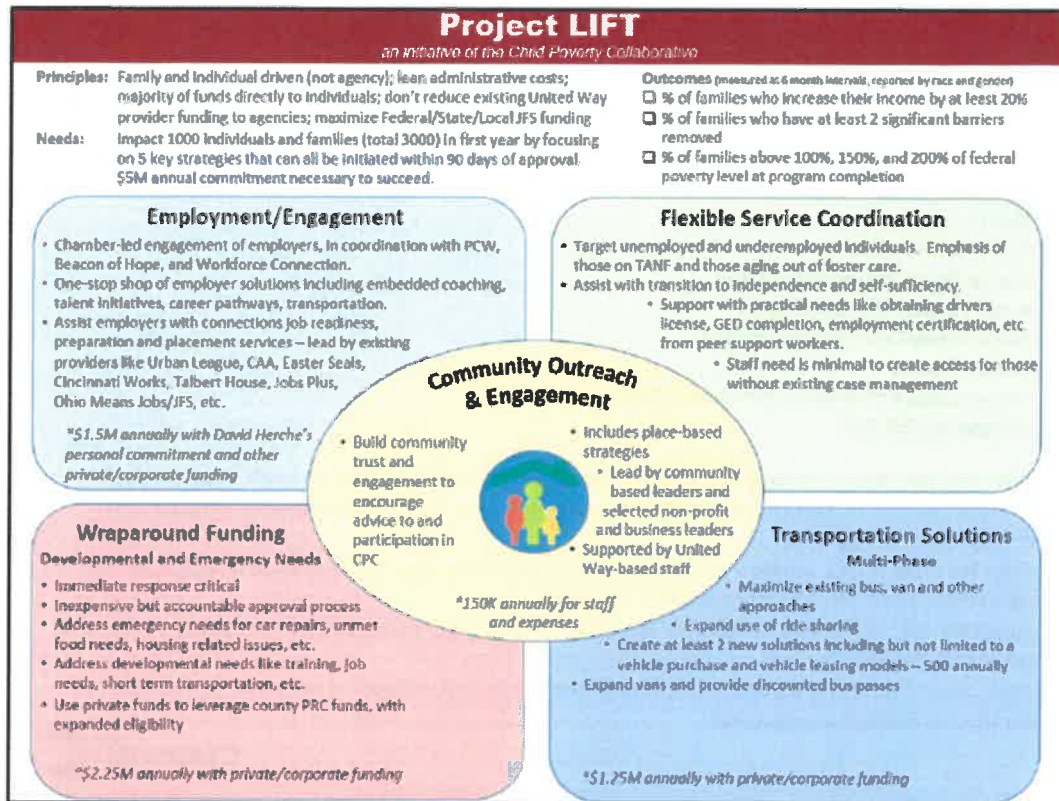 Project LIFT
an initiative of the Child Poverty Collaborative
Principles: Family and individual driven (not agency); lean administrative costs;
majority of funds directly to individuals; don't reduce existing United Way
provider funding to agencies; maximize Federal/State/Local JFS funding
Needs: Impact 1000 individuals and families (total 3000) in first year by focusing
on 5 key strategies that can all be initiated within 90 days of approval.
$5M annual commitment necessary to succeed.
Outcomes (measured at 6 month intervals, reported by race and gender)
❑ % of families who increase their income by at least 20%
❑ % of families who have at least 2 significant barriers
removed
❑ % of families above 100%, 150%, and 200% of federal
poverty level at program completion
Employment/Engagement
• Chamber-led engagement of employers, in coordination with PCW,
Beacon of Hope, and Workforce Connection.
• One-stop shop of employer solutions including embedded coaching,
talent initiatives, career pathways, transportation.
• Assist employers with connections job readiness,
preparation and placement services – lead by existing
providers like Urban League, CAA, Easter Seals,
Cincinnati Works, Talbert House, Jobs Plus,
Ohio Means Jobs/JFS, etc.
*$1.5M annually with David Herche's
personal commitment and other
private/corporate funding
Flexible Service Coordination
• Target unemployed and underemployed individuals. Emphasis of
those on TANF and those aging out of foster care.
• Assist with transition to independence and self-sufficiency.
• Support with practical needs like obtaining drivers
license, GED completion, employment certification, etc.
from peer support workers.
• Staff need is minimal to create access for those
without existing case management
Community Outreach
& Engagement
• Build community
trust and
engagement to
encourage
advice to and
participation in
CPC
• Includes place-based
strategies
• Lead by community
based leaders and
selected non-profit
and business leaders
• Supported by United
Way-based staff
*150K annually for staff
and expenses
Wraparound Funding
Developmental and Emergency Needs
• Immediate response critical
• Inexpensive but accountable approval process
• Address emergency needs for car repairs, unmet
food needs, housing related issues, etc.
• Address developmental needs like training, job
needs, short term transportation, etc.
• Use private funds to leverage county PRC funds, with
expanded eligibility
*$2.25M annually with private/corporate funding
Transportation Solutions
Multi-Phase
• Maximize existing bus, van and other
approaches
• Expand use of ride sharing
• Create at least 2 new solutions including but not limited to a
vehicle purchase and vehicle leasing models – 500 annually
• Expand vans and provide discounted bus passes
*$1.25M annually with private/corporate funding